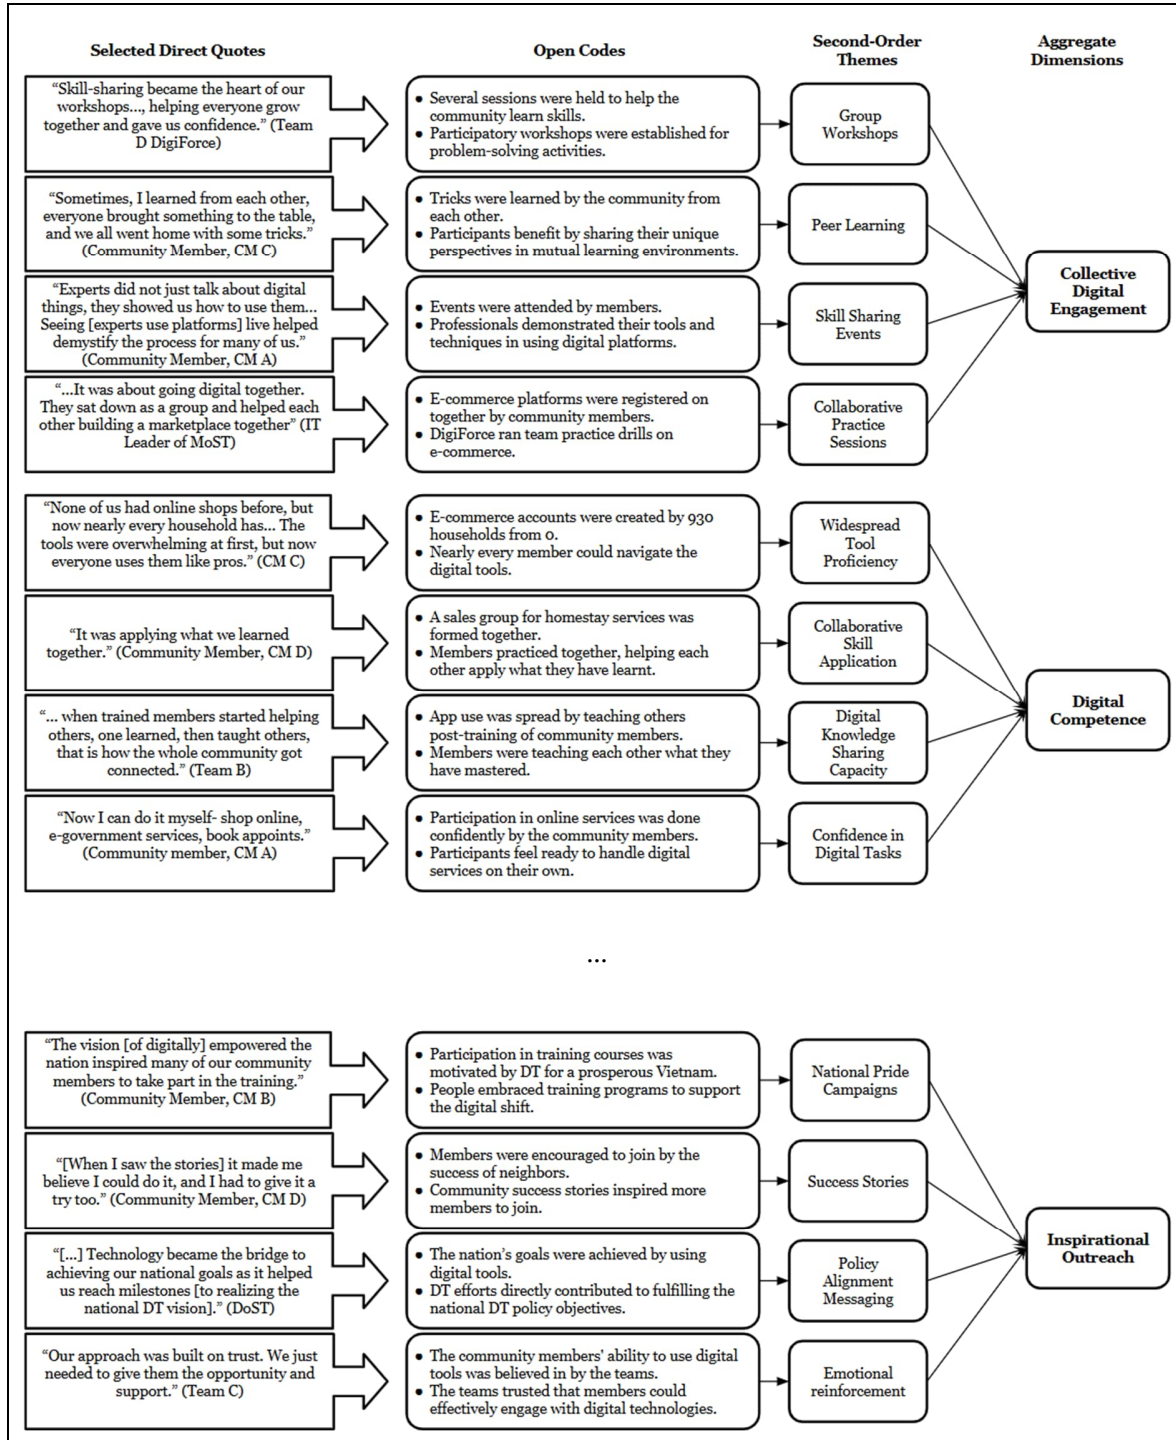 Selected Direct Quotes
Open Codes
Second-Order
Themes
Aggregate
Dimensions
“Skill-sharing became the heart of our
workshops..., helping everyone grow
together and gave us confidence.” (Team
D DigiForce)
● Several sessions were held to help the
community learn skills.
● Participatory workshops were established for
problem-solving activities.
Group
Workshops
“Sometimes, I learned from each other,
everyone brought something to the table,
and we all went home with some tricks.”
(Community Member, CM C)
● Tricks were learned by the community from
each other.
● Participants benefit by sharing their unique
perspectives in mutual learning environments.
Peer Learning
“Experts did not just talk about digital
things, they showed us how to use them...
Seeing [experts use platforms] live helped
demystify the process for many of us.”
(Community Member, CM A)
● Events were attended by members.
● Professionals demonstrated their tools and
techniques in using digital platforms.
Skill Sharing
Events
“...It was about going digital together.
They sat down as a group and helped each
other building a marketplace together” (IT
Leader of MoST)
● E-commerce platforms were registered on
together by community members.
● DigiForce ran team practice drills on
e-commerce.
Collaborative
Practice
Sessions
Collective
Digital
Engagement
“None of us had online shops before, but
now nearly every household has... The
tools were overwhelming at first, but now
everyone uses them like pros.” (CM C)
● E-commerce accounts were created by 930
households from 0.
● Nearly every member could navigate the
digital tools.
Widespread
Tool
Proficiency
“It was applying what we learned
together.” (Community Member, CM D)
● A sales group for homestay services was
formed together.
● Members practiced together, helping each
other apply what they have learnt.
Collaborative
Skill
Application
“... when trained members started helping
others, one learned, then taught others,
that is how the whole community got
connected.” (Team B)
● App use was spread by teaching others
post-training of community members.
● Members were teaching each other what they
have mastered.
Digital
Knowledge
Sharing
Capacity
“Now I can do it myself- shop online,
e-government services, book appoints.”
(Community member, CM A)
● Participation in online services was done
confidently by the community members.
● Participants feel ready to handle digital
services on their own.
Confidence in
Digital Tasks
Digital
Competence
...
“The vision [of digitally] empowered the
nation inspired many of our community
members to take part in the training.”
(Community Member, CM B)
● Participation in training courses was
motivated by DT for a prosperous Vietnam.
● People embraced training programs to support
the digital shift.
National Pride
Campaigns
“[When I saw the stories] it made me
believe I could do it, and I had to give it a
try too.” (Community Member, CM D)
● Members were encouraged to join by the
success of neighbors.
● Community success stories inspired more
members to join.
Success Stories
“[...] Technology became the bridge to
achieving our national goals as it helped
us reach milestones [to realizing the
national DT vision].” (DoST)
● The nation’s goals were achieved by using
digital tools.
● DT efforts directly contributed to fulfilling the
national DT policy objectives.
Policy
Alignment
Messaging
“Our approach was built on trust. We just
needed to give them the opportunity and
support.” (Team C)
● The community members' ability to use digital
tools was believed in by the teams.
● The teams trusted that members could
effectively engage with digital technologies.
Emotional
reinforcement
Inspirational
Outreach